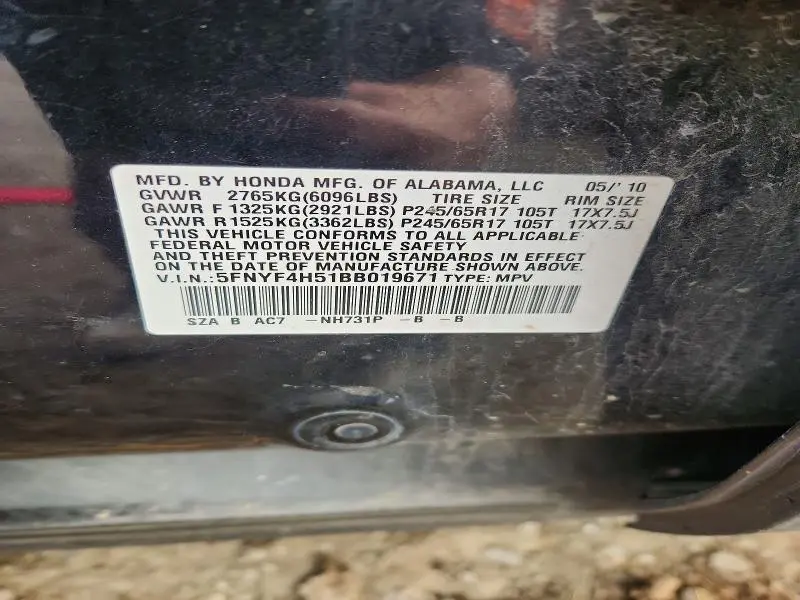 MFD. BY HONDA MFG. OF ALABAMA, LLC 05/'10
GVWR 2765KG(6096LBS) TIRE SIZE RIM SIZE
GAWR F 1325KG(2921LBS) P245/65R17 105T 17X7.5J
GAWR R 1525KG(3362LBS) P245/65R17 105T 17X7.5J
THIS VEHICLE CONFORMS TO ALL APPLICABLE
FEDERAL MOTOR VEHICLE SAFETY
AND THEFT PREVENTION STANDARDS IN EFFECT
ON THE DATE OF MANUFACTURE SHOWN ABOVE.
V.I.N.: 5FNYF4H51BB019671 TYPE: MPV
SZA B AC7 -NH731P -B -B